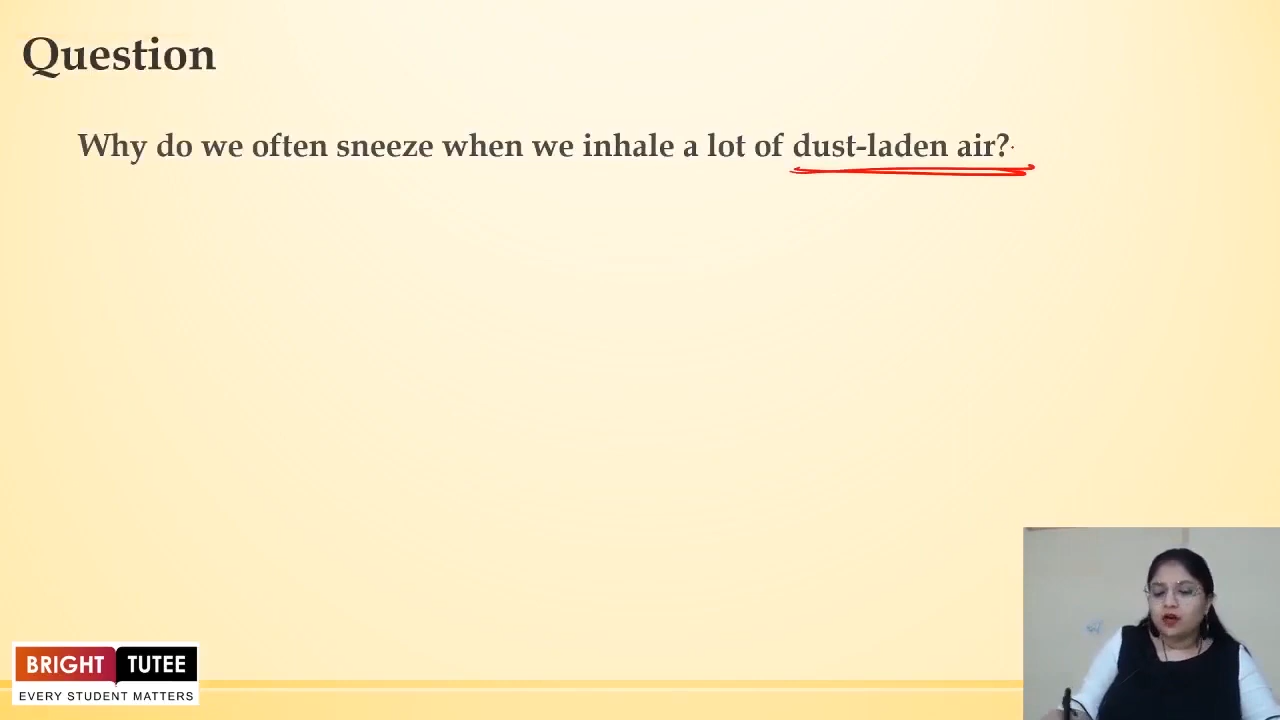 Question
Why do we often sneeze when we inhale a lot of dust-laden air?
BRIGHT TUTEE
EVERY STUDENT MATTERS